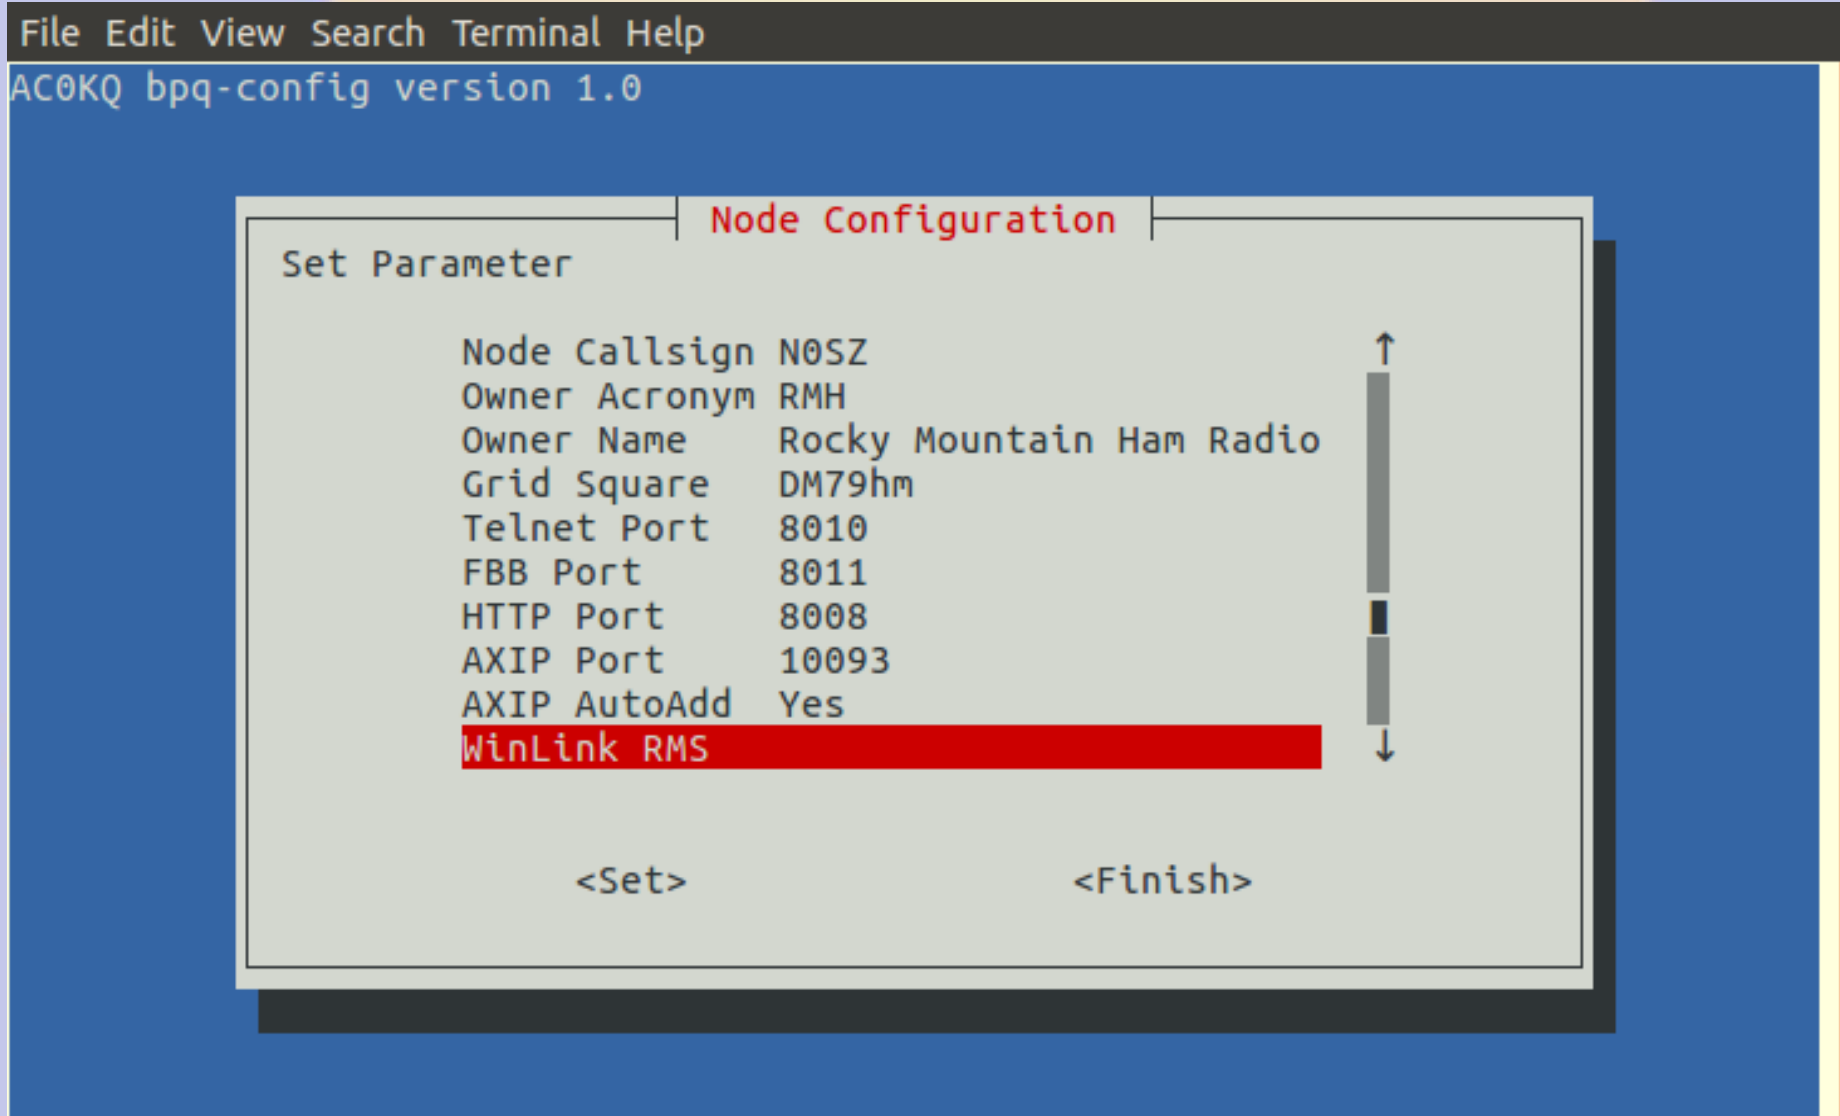 File Edit View Search Terminal Help
AC0KQ bpq-config version 1.0
Node Configuration
Set Parameter
Node Callsign N0SZ
Owner Acronym RMH
Owner Name Rocky Mountain Ham Radio
Grid Square DM79hm
Telnet Port 8010
FBB Port 8011
HTTP Port 8008
AXIP Port 10093
AXIP AutoAdd Yes
WinLink RMS
<Set> <Finish>